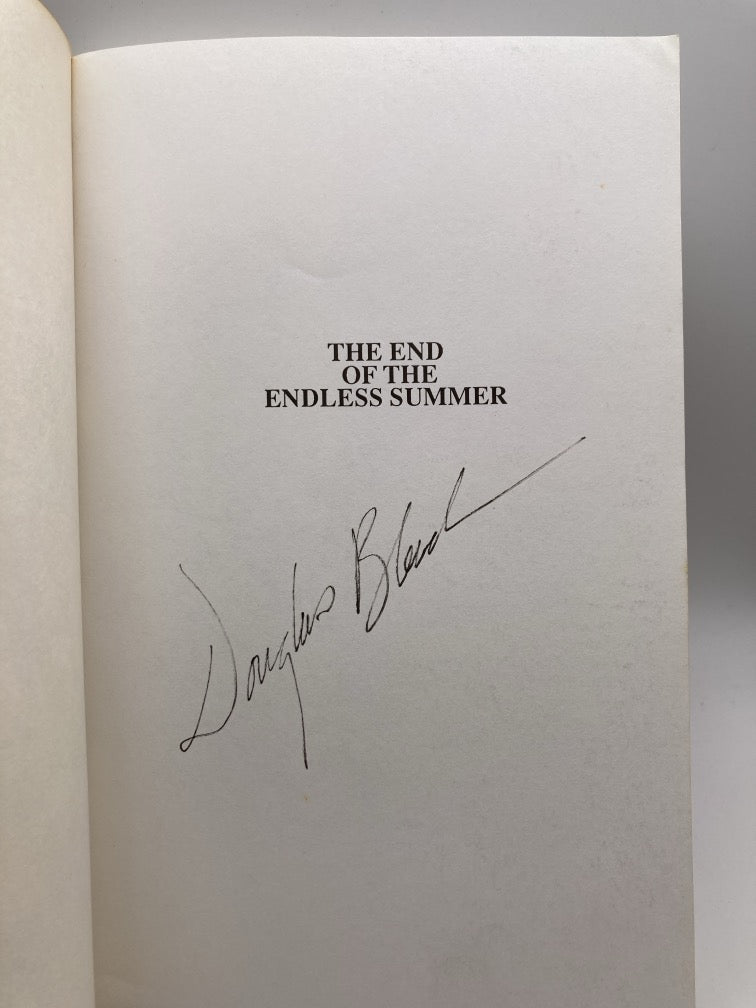 THE END
OF THE
ENDLESS SUMMER
Douglas